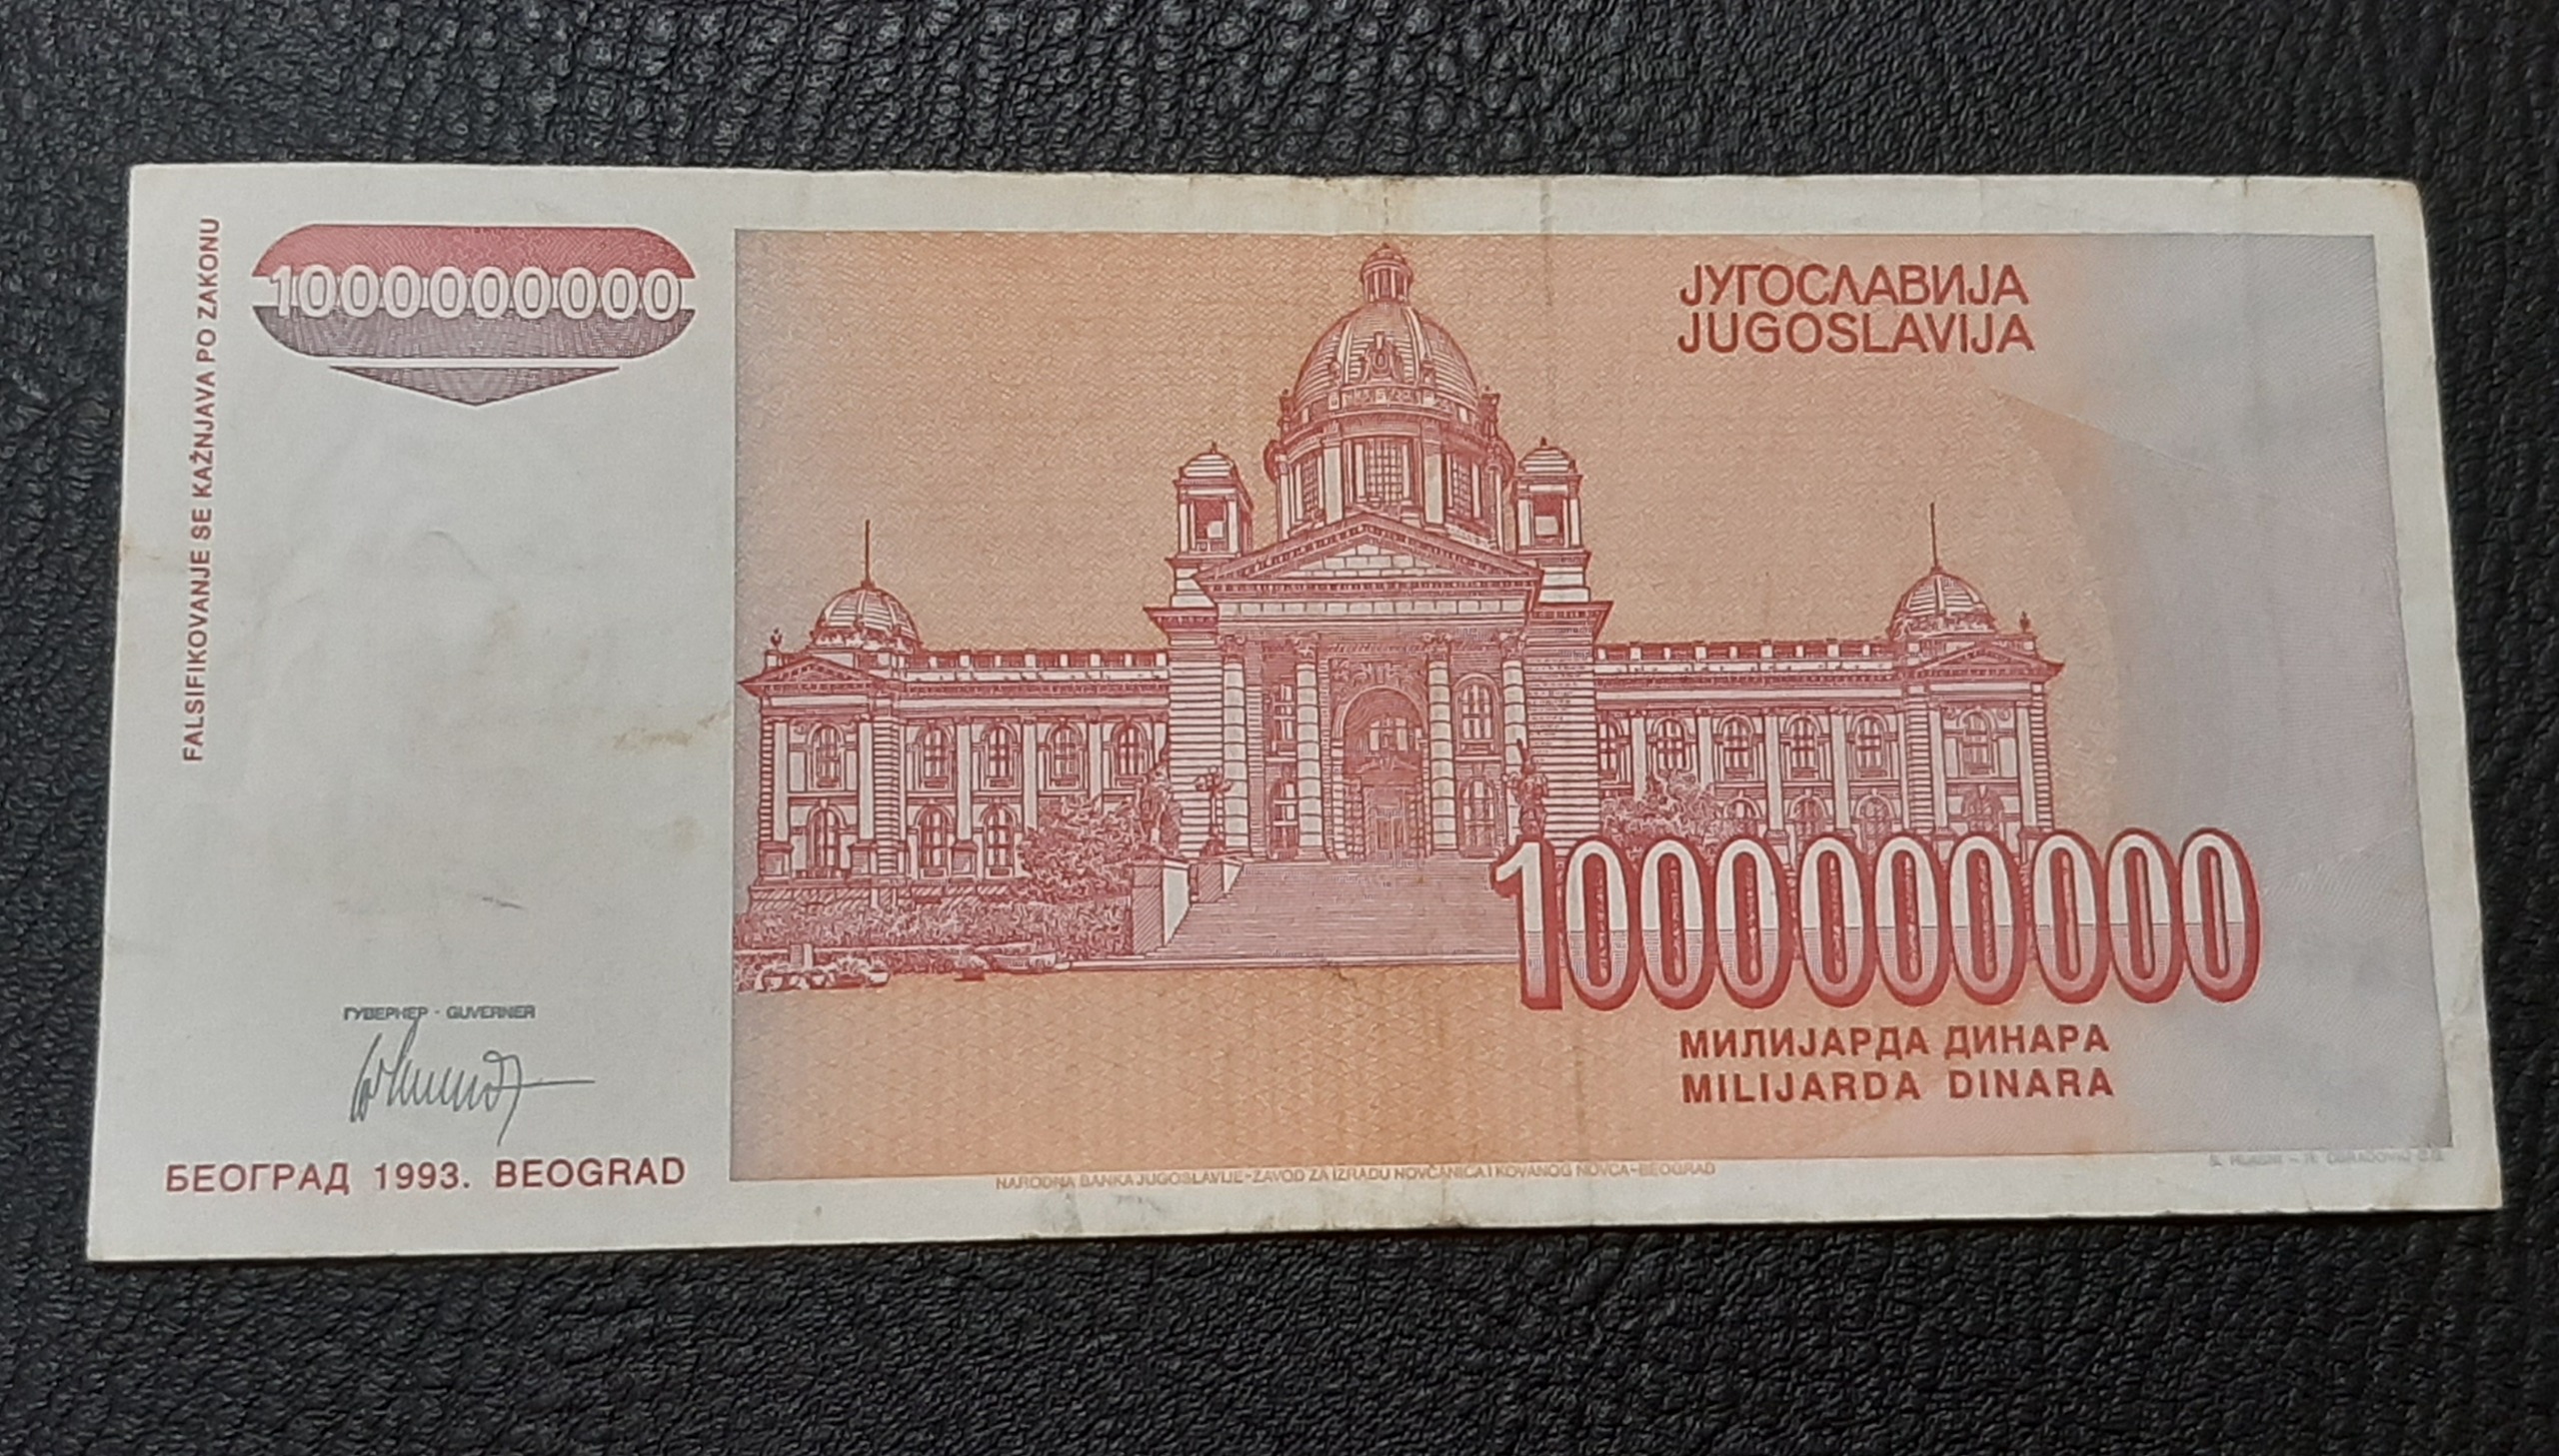 FALSIFIKOVANJE SE KAŽNJAVA PO ZAKONU
1000000000
ЈУГОСЛАВИЈА
JUGOSLAVIJA
1000000000
МИЛИЈАРДА ДИНАРА
MILIJARDA DINARA
ГУВЕРНЕР - GUVERNER
БЕОГРАД 1993. BEOGRAD
NARODNA BANKA JUGOSLAVIJE-ZAVOD ZA IZRADU NOVČANICA I KOVANOG NOVCA-BEOGRAD